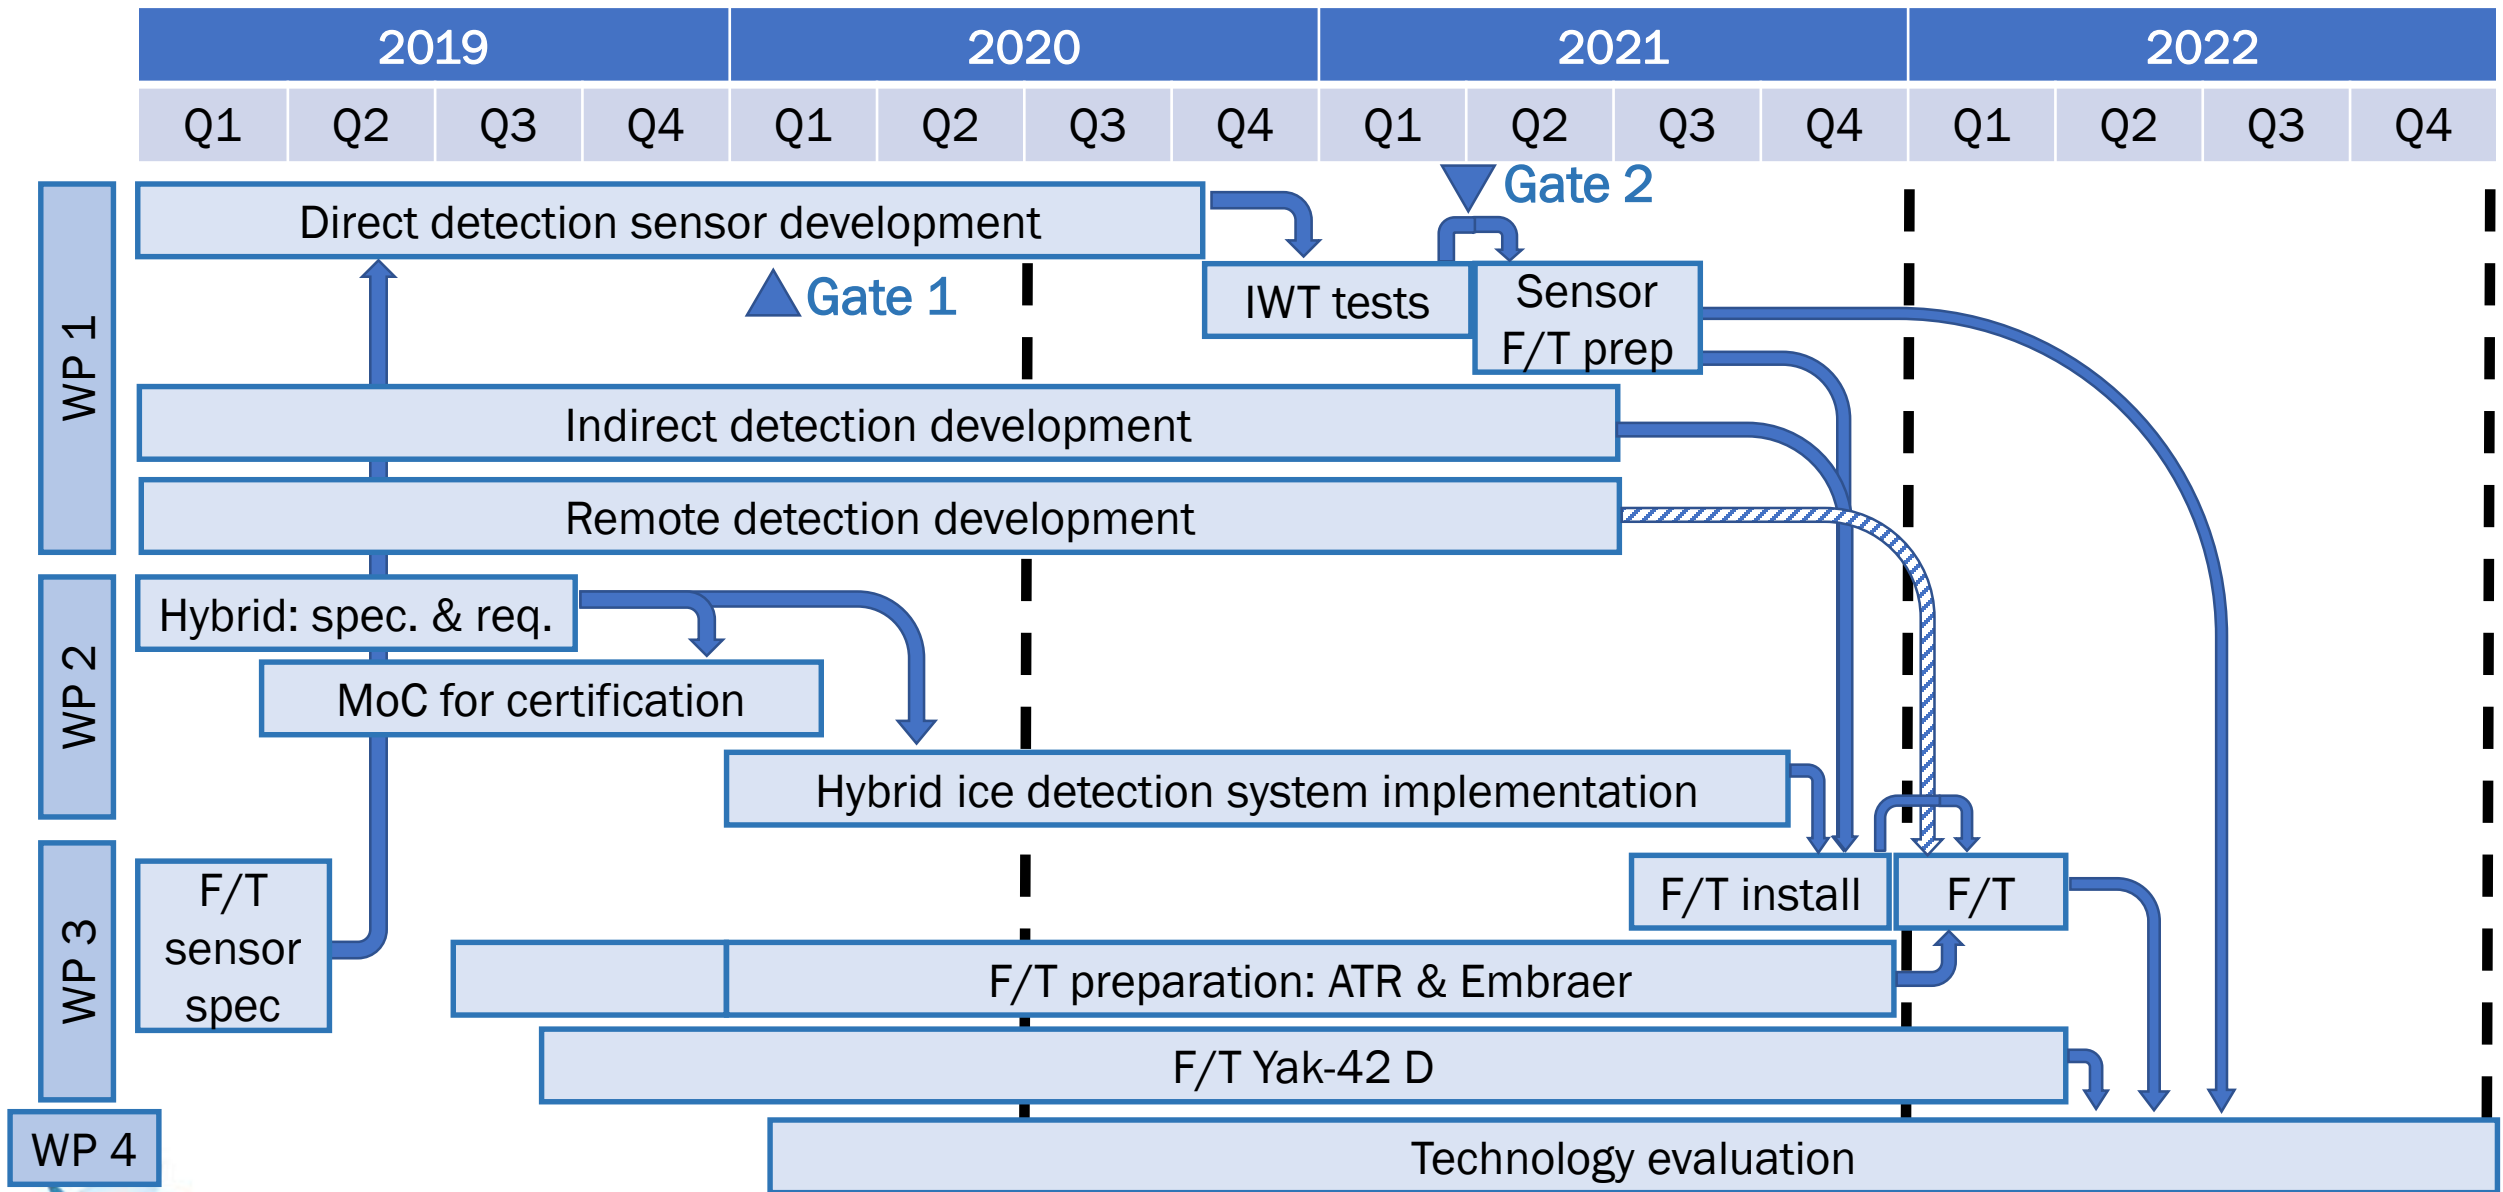 2019 2020 2021 2022
Q1 Q2 Q3 Q4 Q1 Q2 Q3 Q4 Q1 Q2 Q3 Q4 Q1 Q2 Q3 Q4
WP 1
Direct detection sensor development
Gate 2
Gate 1
IWT tests
Sensor
F/T prep
Indirect detection development
Remote detection development
WP 2
Hybrid: spec. & req.
MoC for certification
Hybrid ice detection system implementation
WP 3
F/T
sensor
spec
F/T install
F/T
F/T preparation: ATR & Embraer
F/T Yak-42 D
WP 4
Technology evaluation